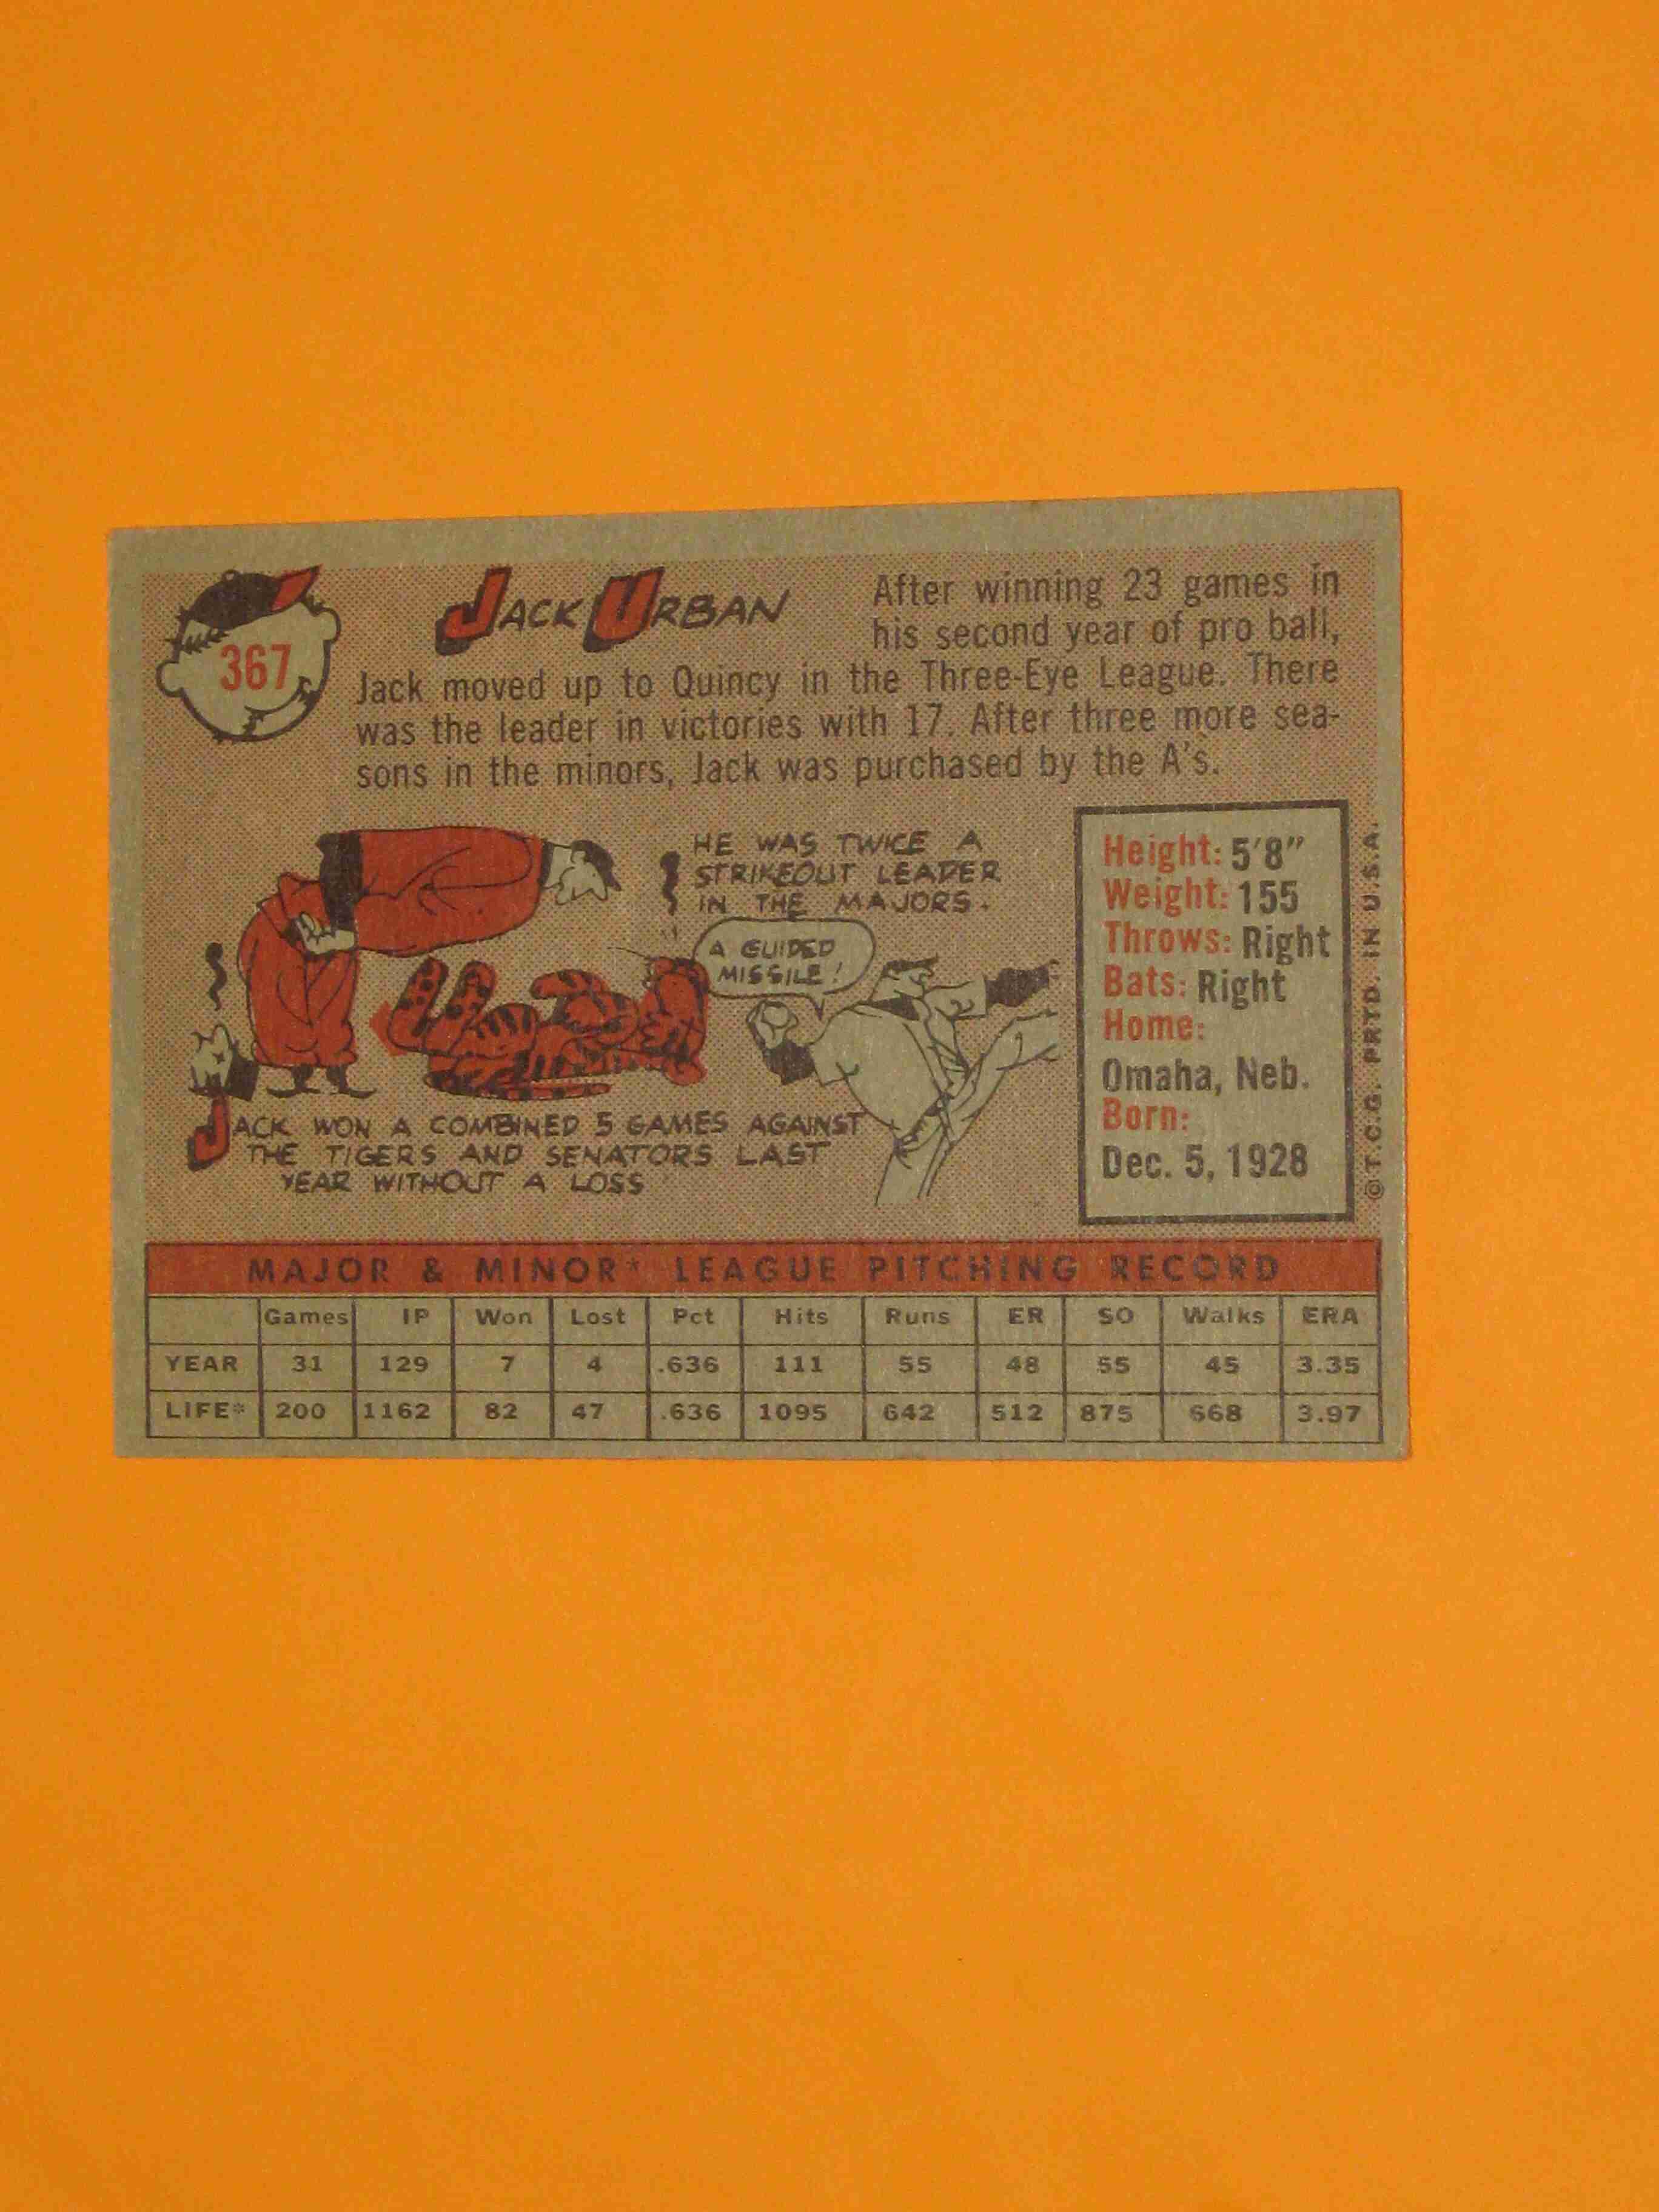 367
JACK URBAN
After winning 23 games in
his second year of pro ball,
Jack moved up to Quincy in the Three-Eye League. There
was the leader in victories with 17. After three more sea-
sons in the minors, Jack was purchased by the A's.
HE WAS TWICE A
STRIKEOUT LEADER
IN THE MAJORS.
A GUIDED
MISSILE!
JACK WON A COMBINED 5 GAMES AGAINST
THE TIGERS AND SENATORS LAST
YEAR WITHOUT A LOSS
Height: 5'8"
Weight: 155
Throws: Right
Bats: Right
Home:
Omaha, Neb.
Born:
Dec. 5, 1928
©T.C.G. PRTD. IN U.S.A.
MAJOR & MINOR* LEAGUE PITCHING RECORD
Games IP Won Lost Pct Hits Runs ER SO Walks ERA
YEAR 31 129 7 4 .636 111 55 48 55 45 3.35
LIFE* 200 1162 82 47 .636 1095 642 512 875 668 3.97